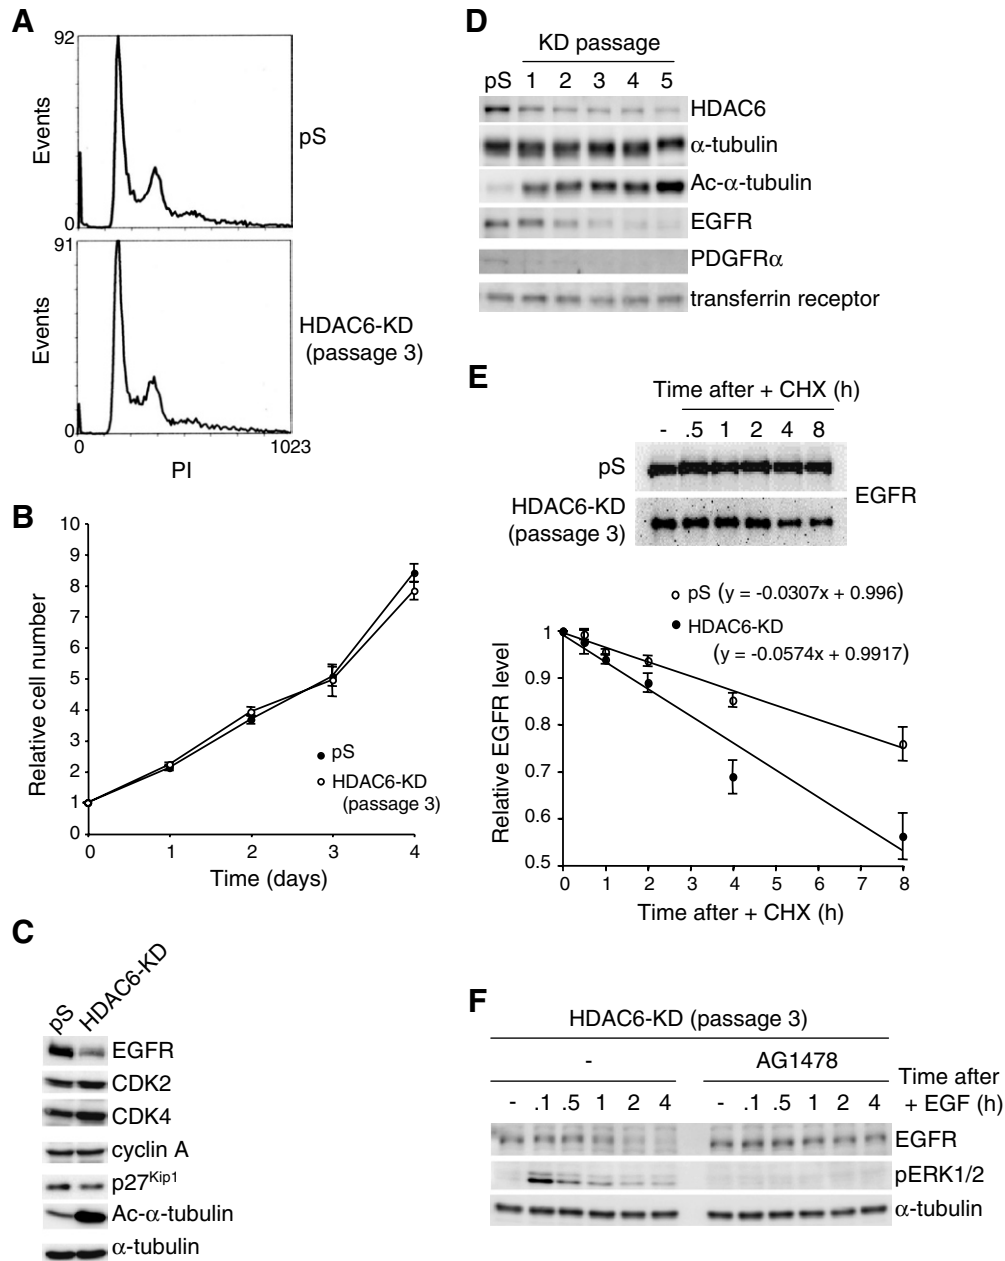 A
92
Events
0
pS
91
Events
0
0
1023
PI
HDAC6-KD
(passage 3)
B
10
9
8
7
6
5
4
3
2
1
0
Relative cell number
pS
HDAC6-KD
(passage 3)
0 1 2 3 4
Time (days)
C
pS HDAC6-KD
EGFR
CDK2
CDK4
cyclin A
p27Kip1
Ac-α-tubulin
α-tubulin
D
KD passage
pS 1 2 3 4 5
HDAC6
α-tubulin
Ac-α-tubulin
EGFR
PDGFRα
transferrin receptor
E
Time after + CHX (h)
- .5 1 2 4 8
pS
HDAC6-KD
(passage 3)
EGFR
pS (y = -0.0307x + 0.996)
HDAC6-KD
(y = -0.0574x + 0.9917)
1
0.9
0.8
0.7
0.6
0.5
Relative EGFR level
0 1 2 3 4 5 6 7 8
Time after + CHX (h)
F
HDAC6-KD (passage 3)
- AG1478
Time after
+ EGF (h)
- .1 .5 1 2 4 - .1 .5 1 2 4
EGFR
pERK1/2
α-tubulin